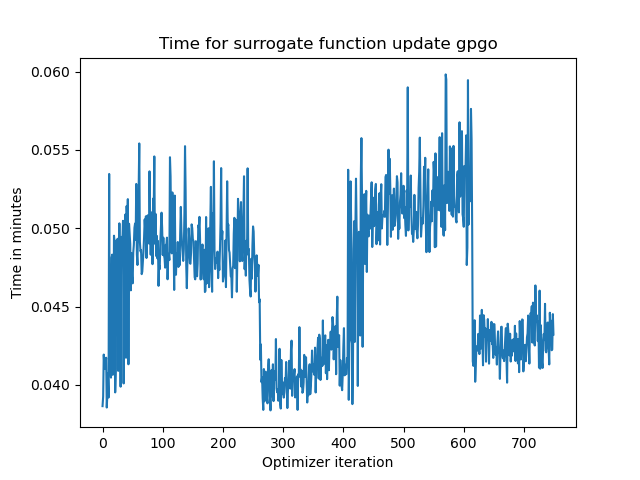 Time for surrogate function update gpgo
Time in minutes
0.060
0.055
0.050
0.045
0.040
0 100 200 300 400 500 600 700
Optimizer iteration